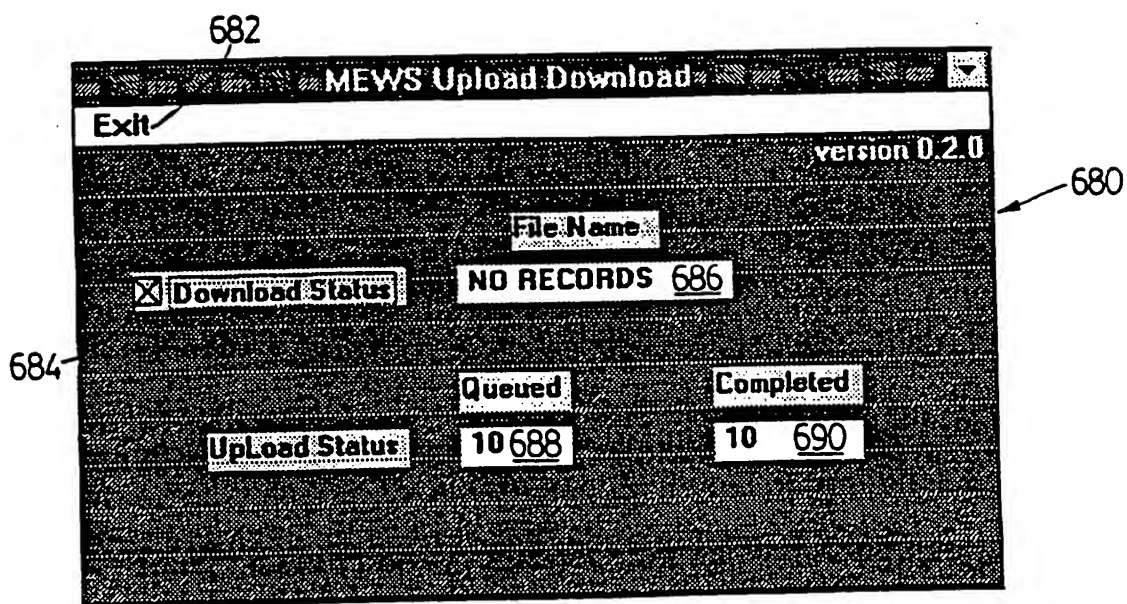 682
MEWS Upload Download
Exit
version 0.2.0
680
File Name
Download Status
NO RECORDS 686
684
Queued Completed
UpLoad Status 10 688 10 690